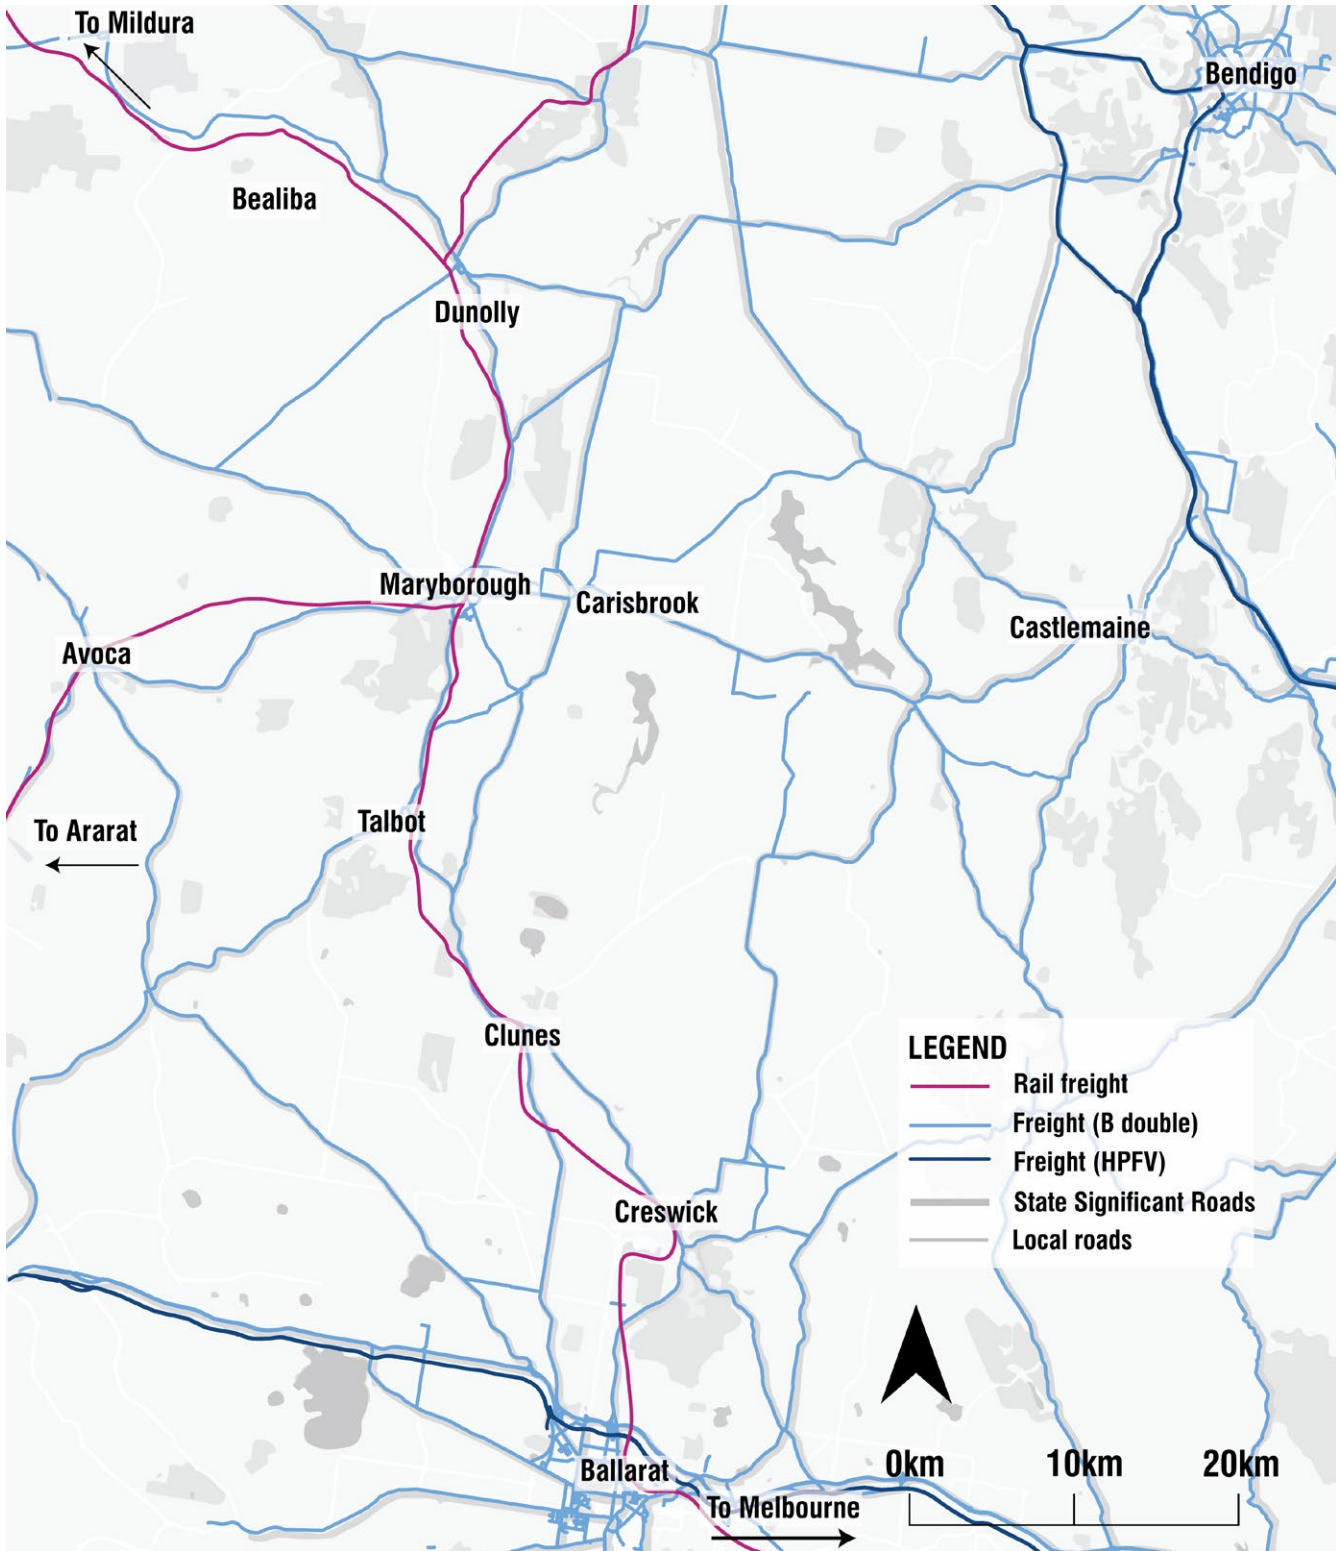 To Mildura
Bendigo
Bealiba
Dunolly
Maryborough
Carisbrook
Castlemaine
Avoca
Talbot
To Ararat
Clunes
LEGEND
Rail freight
Freight (B double)
Freight (HPFV)
State Significant Roads
Local roads
Creswick
0km
10km
20km
Ballarat
To Melbourne